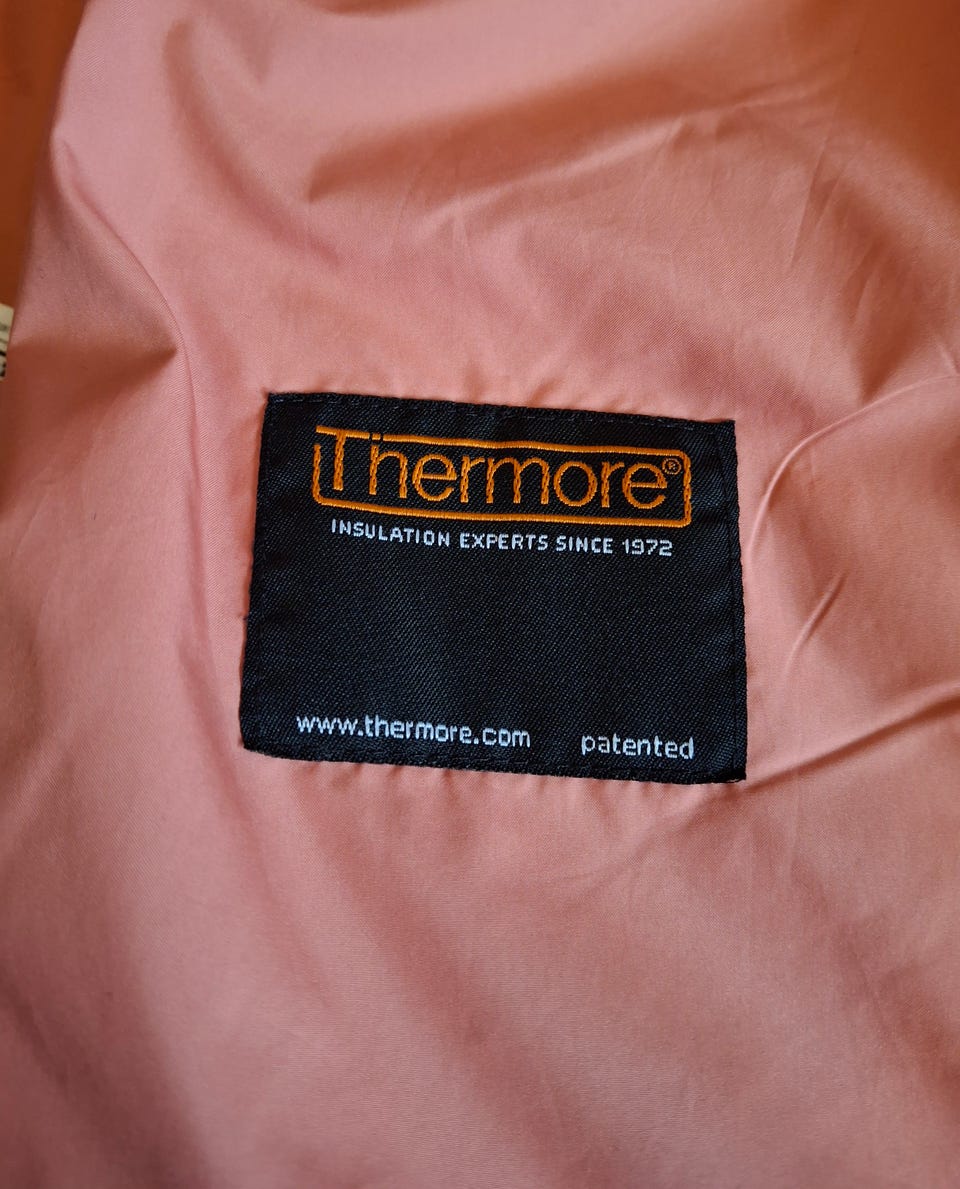 Thermore®
INSULATION EXPERTS SINCE 1972
www.thermore.com patented